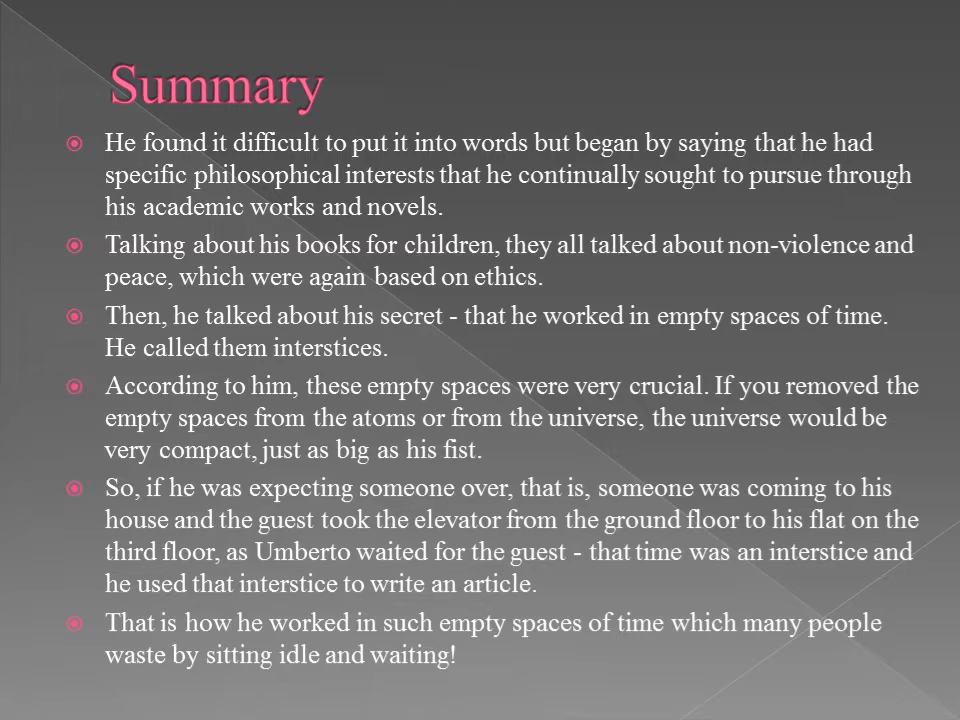 Summary
He found it difficult to put it into words but began by saying that he had
specific philosophical interests that he continually sought to pursue through
his academic works and novels.
Talking about his books for children, they all talked about non-violence and
peace, which were again based on ethics.
Then, he talked about his secret - that he worked in empty spaces of time.
He called them interstices.
According to him, these empty spaces were very crucial. If you removed the
empty spaces from the atoms or from the universe, the universe would be
very compact, just as big as his fist.
So, if he was expecting someone over, that is, someone was coming to his
house and the guest took the elevator from the ground floor to his flat on the
third floor, as Umberto waited for the guest - that time was an interstice and
he used that interstice to write an article.
That is how he worked in such empty spaces of time which many people
waste by sitting idle and waiting!